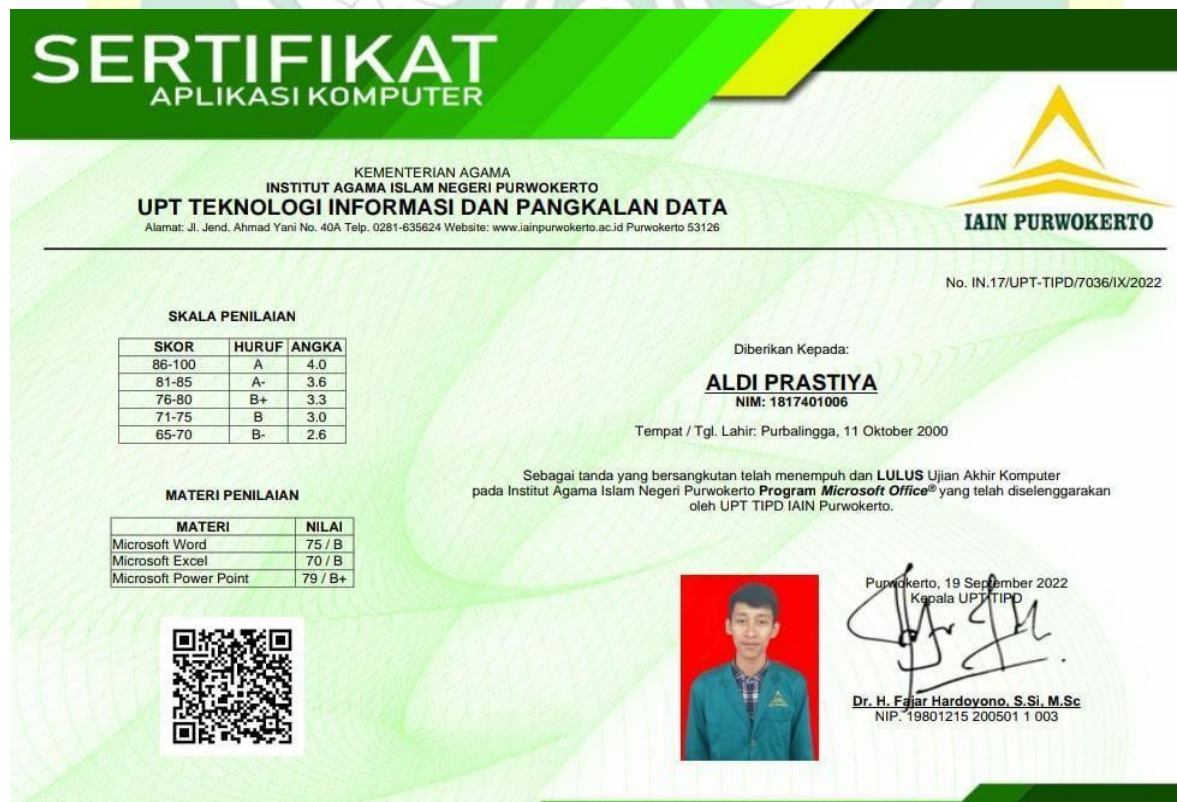 SERTIFIKAT
APLIKASI KOMPUTER
KEMENTERIAN AGAMA
INSTITUT AGAMA ISLAM NEGERI PURWOKERTO
UPT TEKNOLOGI INFORMASI DAN PANGKALAN DATA
Alamat: Jl. Jend. Ahmad Yani No. 40A Telp. 0281-635624 Website: www.iainpurwokerto.ac.id Purwokerto 53126
IAIN PURWOKERTO
No. IN.17/UPT-TIPD/7036/IX/2022
SKALA PENILAIAN
SKOR HURUF ANGKA
86-100 A 4.0
81-85 A- 3.6
76-80 B+ 3.3
71-75 B 3.0
65-70 B- 2.6
MATERI PENILAIAN
MATERI NILAI
Microsoft Word 75 / B
Microsoft Excel 70 / B
Microsoft Power Point 79 / B+
Diberikan Kepada:
ALDI PRASTIYA
NIM: 1817401006
Tempat / Tgl. Lahir: Purbalingga, 11 Oktober 2000
Sebagai tanda yang bersangkutan telah menempuh dan LULUS Ujian Akhir Komputer
pada Institut Agama Islam Negeri Purwokerto Program Microsoft Office® yang telah diselenggarakan
oleh UPT TIPD IAIN Purwokerto.
Purwokerto, 19 September 2022
Kepala UPT TIPD
Dr. H. Fajar Hardoyono, S.Si, M.Sc
NIP. 19801215 200501 1 003